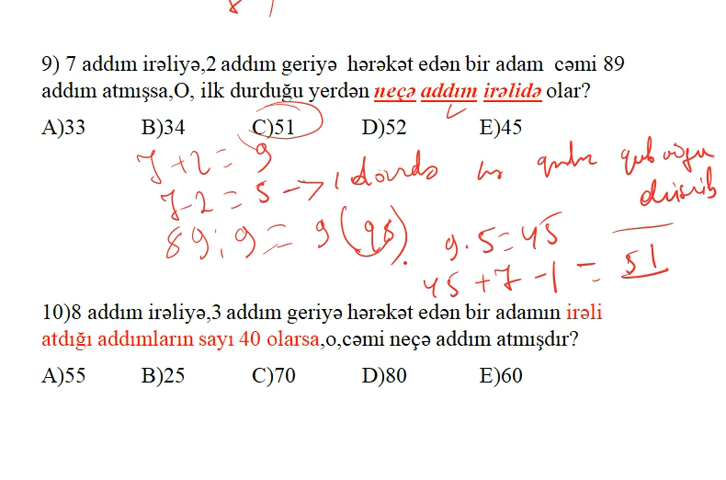 9) 7 addım irəliyə,2 addım geriyə hərəkət edən bir adam cəmi 89
addım atmışsa,O, ilk durduğu yerdən neçə addım irəlidə olar?
A)33 B)34 C)51 D)52 E)45
7+2=9
7-2=5→1 dövrdə
89:9=9(q8). 9.5=45
45+7-1=51
10)8 addım irəliyə,3 addım geriyə hərəkət edən bir adamın irəli
atdığı addımların sayı 40 olarsa,o,cəmi neçə addım atmışdır?
A)55 B)25 C)70 D)80 E)60